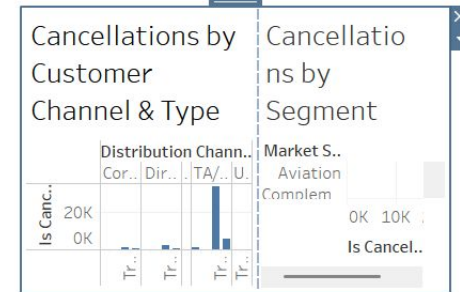 Cancellations by
Customer
Channel & Type
Distribution Chann..
Cor.. Dir.. . TA/.. U.
Is Canc..
20K
0K
Tr.. Tr.. Tr.. Tr..
Cancellatio
ns by
Segment
Market S..
Aviation
Complem
0K 10K
Is Cancel..